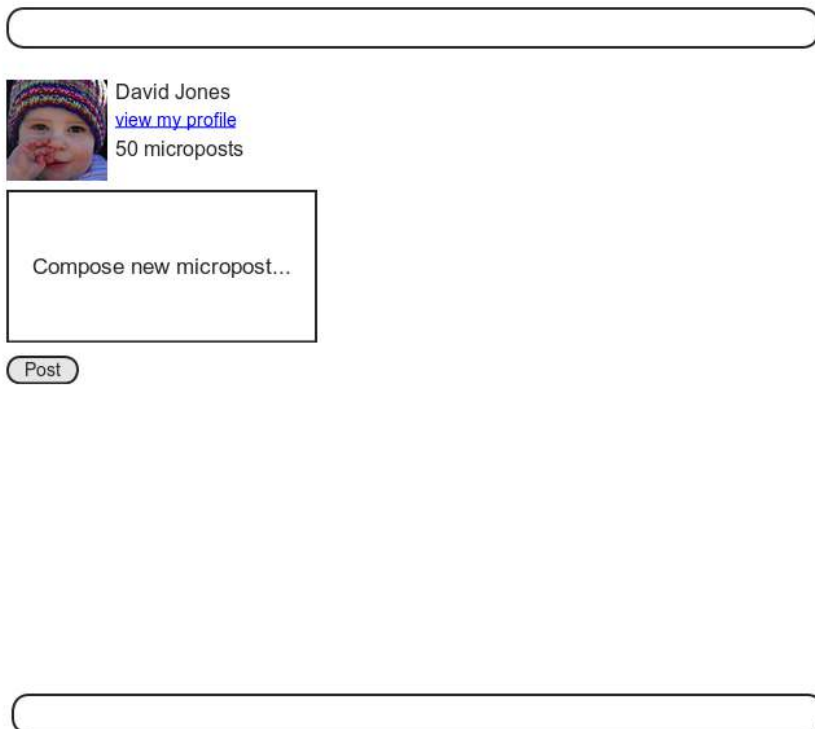 David Jones
view my profile
50 microposts
Compose new micropost...
Post